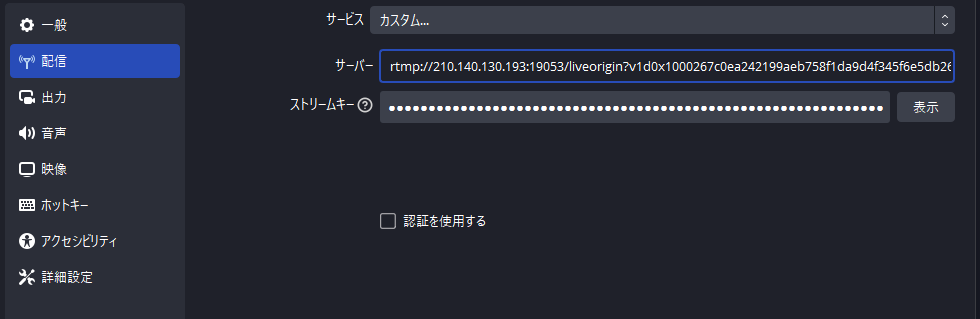 サービス カスタム...
一般
サーバー rtmp://210.140.130.193:19053/liveorigin?v1d0x1000267c0ea242199aeb758f1da9d4f345f6e5db26
配信
ストリームキー ? ●●●●●●●●●●●●●●●●●●●●●●●●●●●●●●●●●●●●●●●●●●●●●●●●●●●●●●●●●●●●●● 表示
出力
音声
映像
ホットキー
認証を使用する
アクセシビリティ
詳細設定